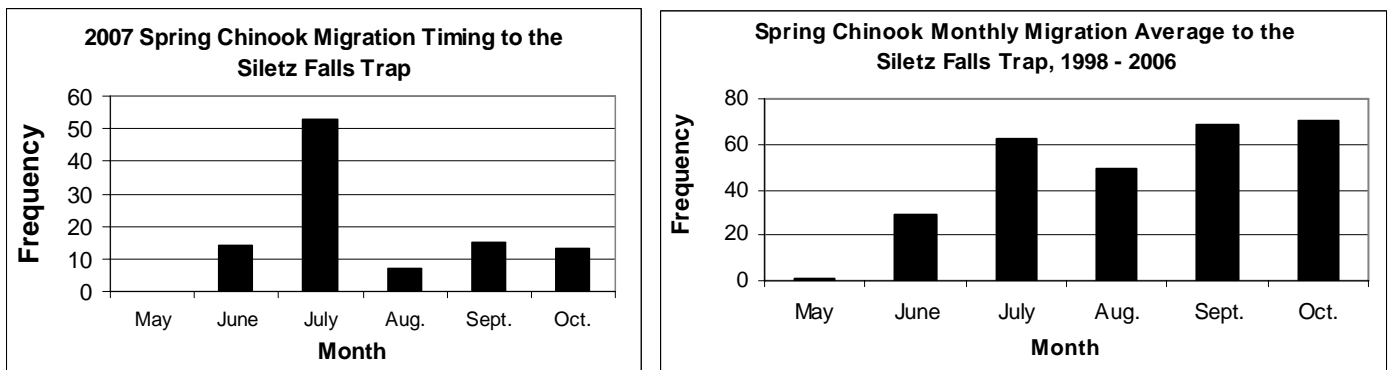 2007 Spring Chinook Migration Timing to the
Siletz Falls Trap
60
50
40
30
20
10
0
Frequency
May June July Aug. Sept. Oct.
Month
Spring Chinook Monthly Migration Average to the
Siletz Falls Trap, 1998 - 2006
80
60
40
20
0
Frequency
May June July Aug. Sept. Oct.
Month